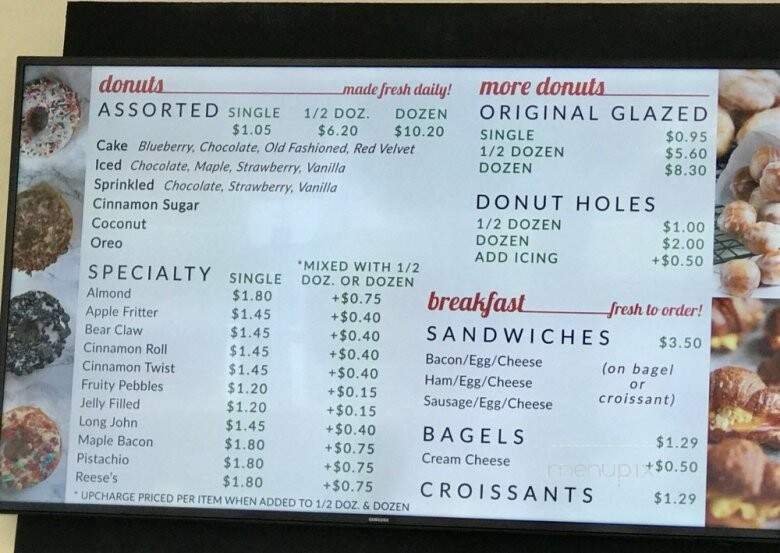 donuts made fresh daily!
ASSORTED SINGLE 1/2 DOZ. DOZEN
$1.05 $6.20 $10.20
Cake Blueberry, Chocolate, Old Fashioned, Red Velvet
Iced Chocolate, Maple, Strawberry, Vanilla
Sprinkled Chocolate, Strawberry, Vanilla
Cinnamon Sugar
Coconut
Oreo
SPECIALTY SINGLE *MIXED WITH 1/2
DOZ. OR DOZEN
Almond $1.80 +$0.75
Apple Fritter $1.45 +$0.40
Bear Claw $1.45 +$0.40
Cinnamon Roll $1.45 +$0.40
Cinnamon Twist $1.45 +$0.40
Fruity Pebbles $1.20 +$0.15
Jelly Filled $1.20 +$0.15
Long John $1.45 +$0.40
Maple Bacon $1.80 +$0.75
Pistachio $1.80 +$0.75
Reese's $1.80 +$0.75
* UPCHARGE PRICED PER ITEM WHEN ADDED TO 1/2 DOZ. & DOZEN
more donuts
ORIGINAL GLAZED
SINGLE $0.95
1/2 DOZEN $5.60
DOZEN $8.30
DONUT HOLES
1/2 DOZEN $1.00
DOZEN $2.00
ADD ICING +$0.50
breakfast fresh to order!
SANDWICHES $3.50
Bacon/Egg/Cheese (on bagel
Ham/Egg/Cheese or
Sausage/Egg/Cheese croissant)
BAGELS $1.29
Cream Cheese +$0.50
menupix
CROISSANTS $1.29
SAMSUNG